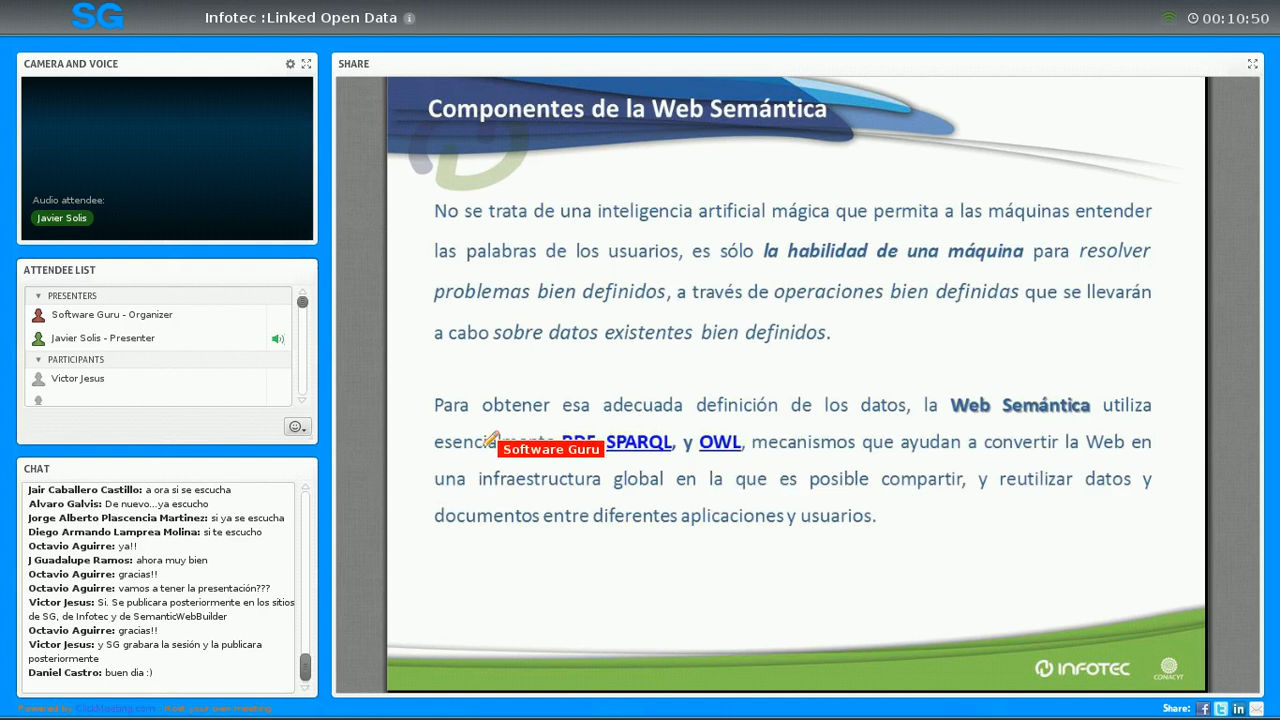 SG
Infotec :Linked Open Data
00:10:50
CAMERA AND VOICE
Audio attendee:
Javier Solis
ATTENDEE LIST
PRESENTERS
Software Guru - Organizer
Javier Solis - Presenter
PARTICIPANTS
Victor Jesus
CHAT
Jair Caballero Castillo: a ora si se escucha
Alvaro Galvis: De nuevo...ya escucho
Jorge Alberto Plascencia Martinez: si ya se escucha
Diego Armando Lamprea Molina: si te escucho
Octavio Aguirre: ya!!
J Guadalupe Ramos: ahora muy bien
Octavio Aguirre: gracias!!
Octavio Aguirre: vamos a tener la presentación???
Victor Jesus: Si. Se publicara posteriormente en los sitios
de SG, de Infotec y de SemanticWebBuilder
Octavio Aguirre: gracias!!
Victor Jesus: y SG grabara la sesión y la publicara
posteriormente
Daniel Castro: buen dia :)
SHARE
Componentes de la Web Semántica
No se trata de una inteligencia artificial mágica que permita a las máquinas entender
las palabras de los usuarios, es sólo la habilidad de una máquina para resolver
problemas bien definidos, a través de operaciones bien definidas que se llevarán
a cabo sobre datos existentes bien definidos.
Para obtener esa adecuada definición de los datos, la Web Semántica utiliza
SPARQL, y OWL, mecanismos que ayudan a convertir la Web en
Software Guru
una infraestructura global en la que es posible compartir, y reutilizar datos y
documentos entre diferentes aplicaciones y usuarios.
INFOTEC
CONACYT
Powered by ClickMeeting.com - Host your own meeting
Share: